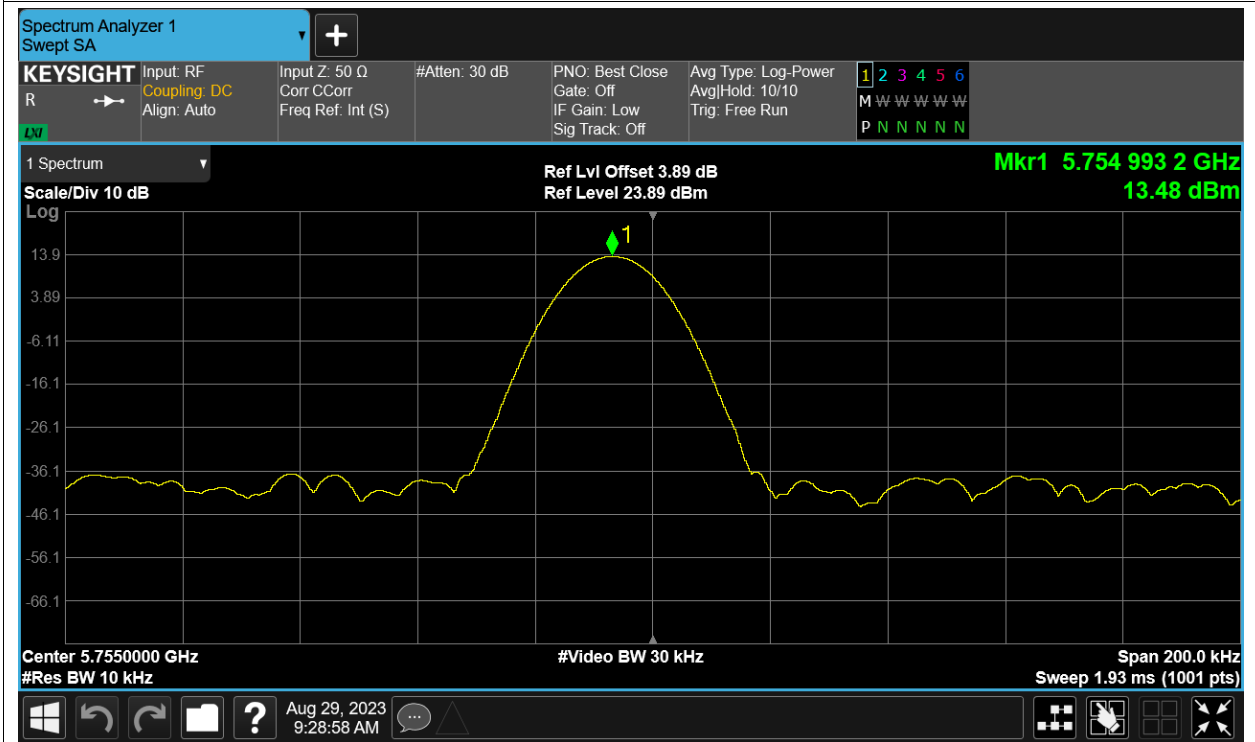 Spectrum Analyzer 1
Swept SA
+
KEYSIGHT
R
LXI
Input: RF
Coupling: DC
Align: Auto
Input Z: 50 Ω
Corr CCorr
Freq Ref: Int (S)
#Atten: 30 dB
PNO: Best Close
Gate: Off
IF Gain: Low
Sig Track: Off
Avg Type: Log-Power
Avg|Hold: 10/10
Trig: Free Run
1 2 3 4 5 6
M W W W W W
P N N N N N
1 Spectrum
Scale/Div 10 dB
Log
Ref Lvl Offset 3.89 dB
Ref Level 23.89 dBm
Mkr1 5.754 993 2 GHz
13.48 dBm
1
13.9
3.89
-6.11
-16.1
-26.1
-36.1
-46.1
-56.1
-66.1
Center 5.7550000 GHz
#Res BW 10 kHz
#Video BW 30 kHz
Span 200.0 kHz
Sweep 1.93 ms (1001 pts)
?
Aug 29, 2023
9:28:58 AM